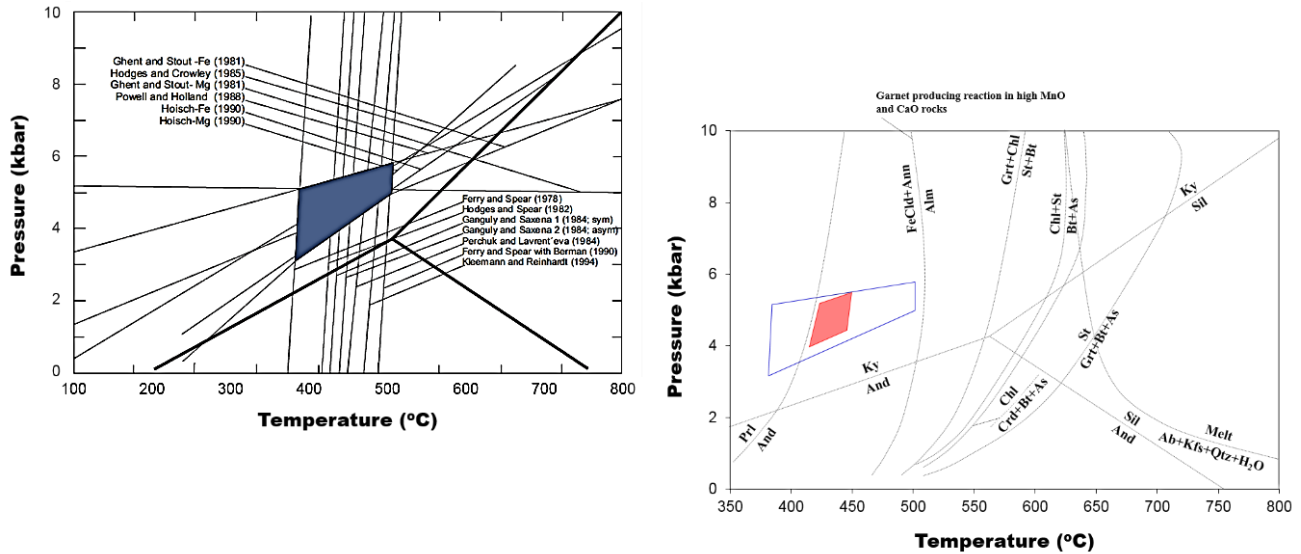 10
8
6
4
2
0
Pressure (kbar)
Ghent and Stout -Fe (1981)
Hodges and Crowley (1985)
Ghent and Stout- Mg (1981)
Powell and Holland (1988)
Hoisch-Fe (1990)
Hoisch-Mg (1990)
Ferry and Spear (1978)
Hodges and Spear (1982)
Ganguly and Saxena 1 (1984; sym)
Ganguly and Saxena 2 (1984; asym)
Perchuk and Lavrent´eva (1984)
Ferry and Spear with Berman (1990)
Kleemann and Reinhardt (1994)
100 200 300 400 500 600 700 800
Temperature (ºC)
Garnet producing reaction in high MnO
and CaO rocks
10
8
6
4
2
0
Pressure (kbar)
Prl
And
FeCld+Ann
Alm
Grt+Chl
St+Bt
Chl+St
Bt+As
Ky
Sil
St
Grt+Bt+As
Ky
And
Chl
Crd+Bt+As
Sil
And
Melt
Ab+Kfs+Qtz+H₂O
350 400 450 500 550 600 650 700 750 800
Temperature (ºC)